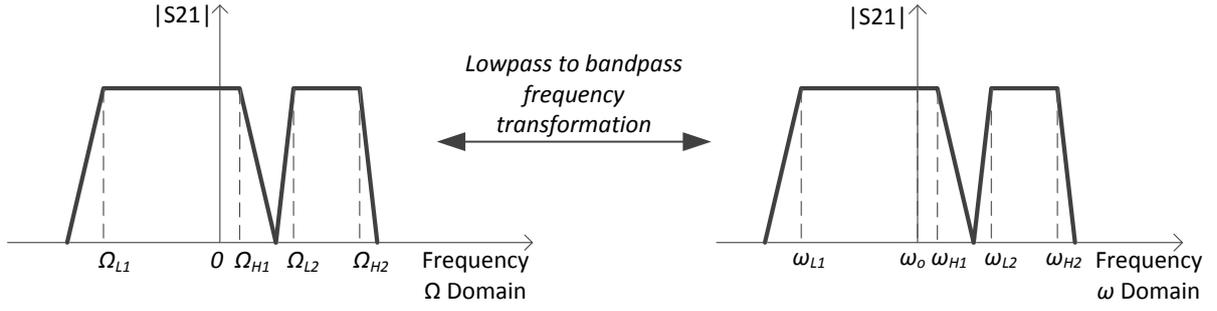 |S21|
Ω_L1
0
Ω_H1
Ω_L2
Ω_H2
Frequency
Ω Domain
Lowpass to bandpass
frequency
transformation
|S21|
ω_L1
ω_o
ω_H1
ω_L2
ω_H2
Frequency
ω Domain